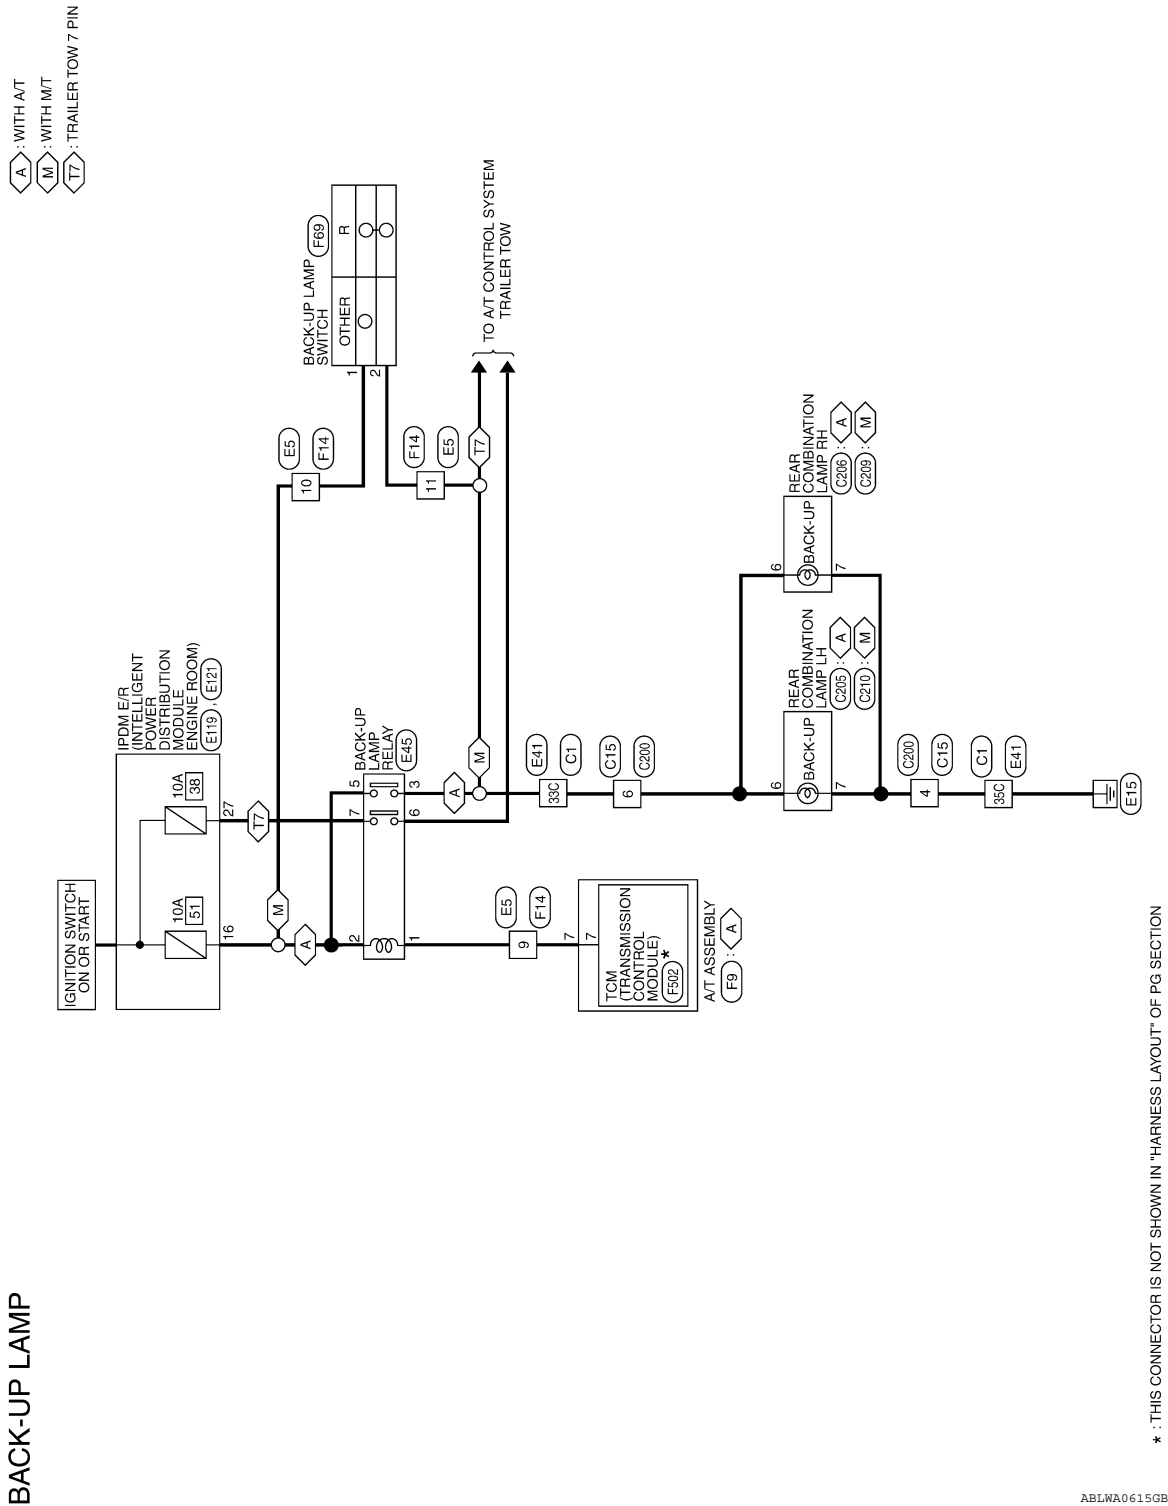 BACK-UP LAMP
A : WITH A/T
M : WITH M/T
T7 : TRAILER TOW 7 PIN
IGNITION SWITCH
ON OR START
IPDM E/R
(INTELLIGENT
POWER
DISTRIBUTION
MODULE
ENGINE ROOM)
E119 , E121
10A
51
10A
38
16
27
M
A
T7
2
7
5
BACK-UP
LAMP
RELAY
E45
1
6
3
A
M
10
E5
F14
BACK-UP LAMP
SWITCH
F69
OTHER
R
1
2
11
F14
E5
T7
TO A/T CONTROL SYSTEM
TRAILER TOW
9
E5
F14
7
7
TCM
(TRANSMISSION
CONTROL
MODULE)
F502
*
A/T ASSEMBLY
F9 : A
33C
E41
C1
6
C15
C200
6
BACK-UP
7
REAR
COMBINATION
LAMP LH
C205 : A
C210 : M
6
BACK-UP
7
REAR
COMBINATION
LAMP RH
C206 : A
C209 : M
4
C200
C15
35C
C1
E41
E15
* : THIS CONNECTOR IS NOT SHOWN IN "HARNESS LAYOUT" OF PG SECTION
ABLWA0615GB